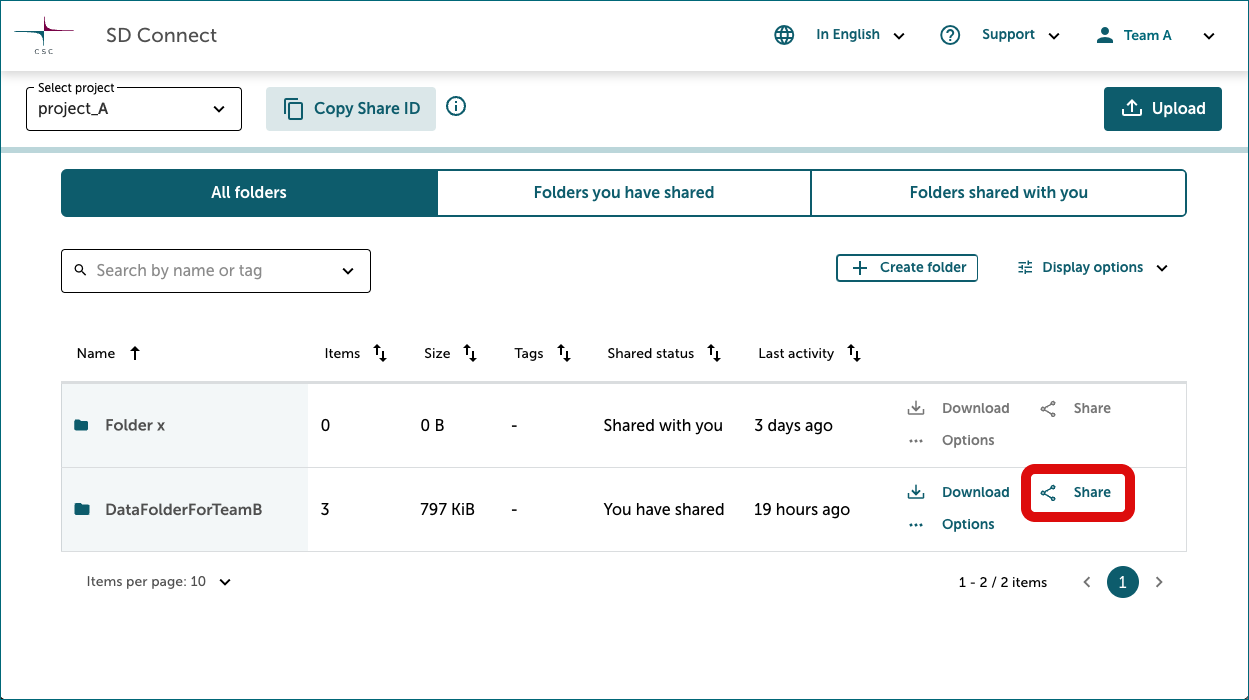 CSC
SD Connect
In English
Support
Team A
Select project
project_A
Copy Share ID
Upload
All folders
Folders you have shared
Folders shared with you
Search by name or tag
Create folder
Display options
Name
Items
Size
Tags
Shared status
Last activity
Folder x
0
0 B
-
Shared with you
3 days ago
Download
Share
Options
DataFolderForTeamB
3
797 KiB
-
You have shared
19 hours ago
Download
Share
Options
Items per page: 10
1 - 2 / 2 items
1